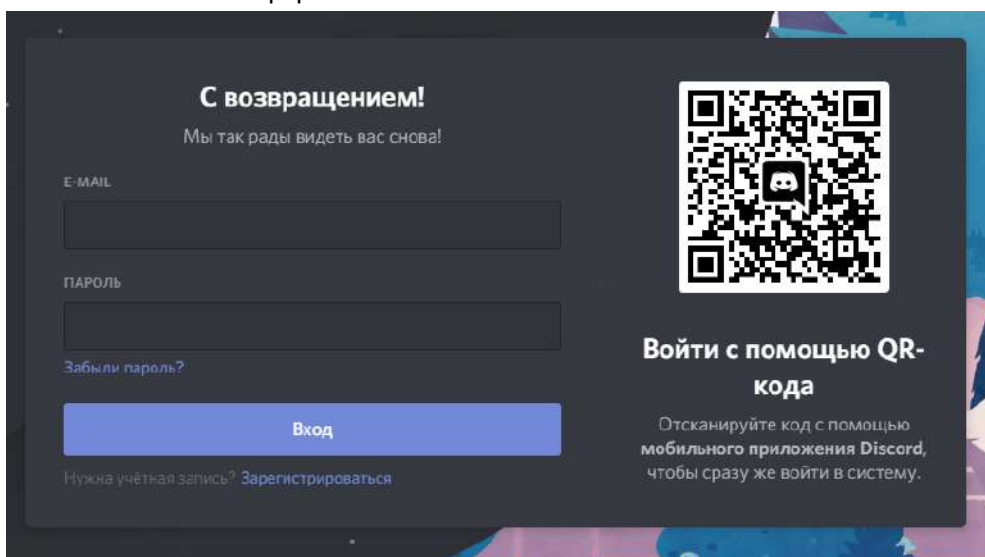 С возвращением!
Мы так рады видеть вас снова!
E-MAIL
ПАРОЛЬ
Забыли пароль?
Вход
Нужна учётная запись? Зарегистрироваться
Войти с помощью QR-
кода
Отсканируйте код с помощью
мобильного приложения Discord,
чтобы сразу же войти в систему.